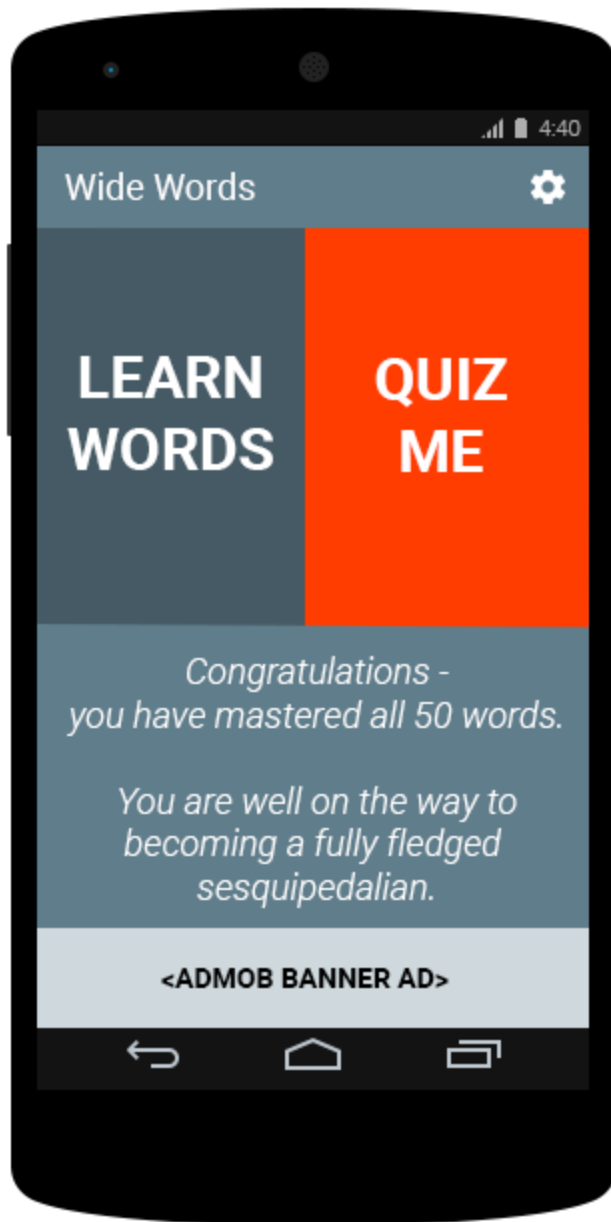 4:40
Wide Words
LEARN
WORDS
QUIZ
ME
Congratulations -
you have mastered all 50 words.
You are well on the way to
becoming a fully fledged
sesquipedalian.
<ADMOB BANNER AD>